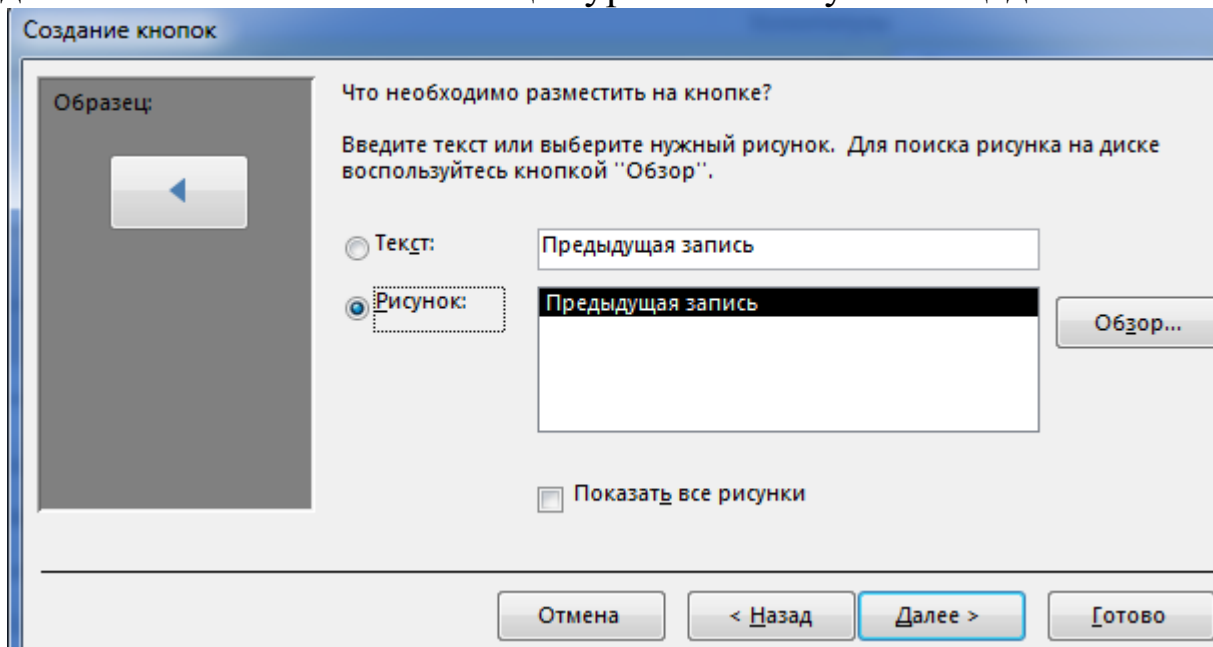 Создание кнопок
Образец:
Что необходимо разместить на кнопке?
Введите текст или выберите нужный рисунок. Для поиска рисунка на диске
воспользуйтесь кнопкой "Обзор".
Текст:
Предыдущая запись
Рисунок:
Предыдущая запись
Обзор...
Показать все рисунки
Отмена
< Назад
Далее >
Готово